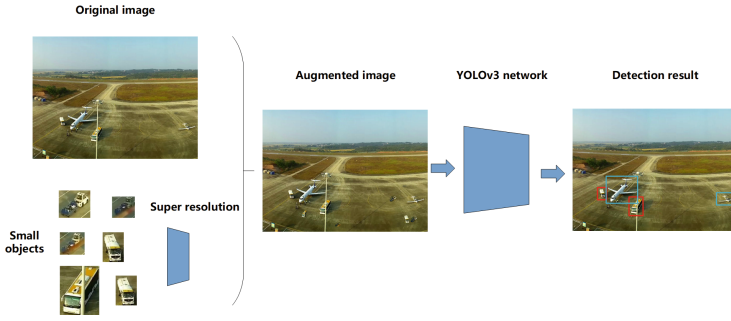 Original image
Augmented image
YOLOv3 network
Detection result
Super resolution
Small
objects